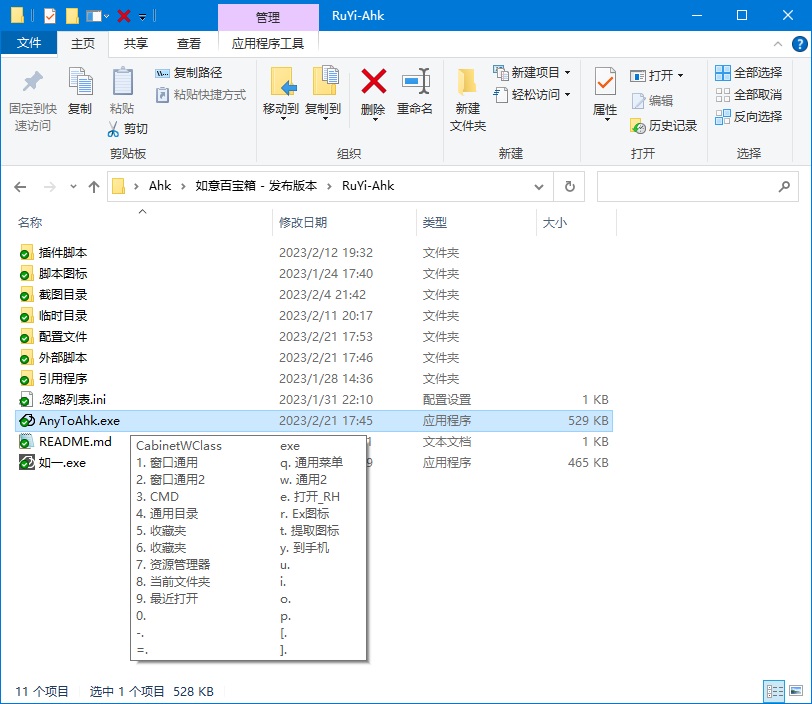 管理
RuYi-Ahk
文件
主页
共享
查看
应用程序工具
固定到快
速访问
复制
粘贴
复制路径
粘贴快捷方式
剪切
剪贴板
移动到
复制到
删除
重命名
组织
新建
文件夹
新建项目
轻松访问
新建
属性
打开
编辑
历史记录
打开
全部选择
全部取消
反向选择
选择
Ahk
如意百宝箱 - 发布版本
RuYi-Ahk
名称 修改日期 类型 大小
插件脚本 2023/2/12 19:32 文件夹
脚本图标 2023/1/24 17:40 文件夹
截图目录 2023/2/4 21:42 文件夹
临时目录 2023/2/11 20:17 文件夹
配置文件 2023/2/21 17:53 文件夹
外部脚本 2023/2/21 17:46 文件夹
引用程序 2023/1/28 14:36 文件夹
.忽略列表.ini 2023/1/31 22:10 配置设置 1 KB
AnyToAhk.exe 2023/2/21 17:45 应用程序 529 KB
README.md 1 文本文档 1 KB
如一.exe 9 应用程序 465 KB
CabinetWClass exe
1. 窗口通用 q. 通用菜单
2. 窗口通用2 w. 通用2
3. CMD e. 打开_RH
4. 通用目录 r. Ex图标
5. 收藏夹 t. 提取图标
6. 收藏夹 y. 到手机
7. 资源管理器 u.
8. 当前文件夹 i.
9. 最近打开 o.
0. p.
-. [.
=. ].
11 个项目 选中 1 个项目 528 KB